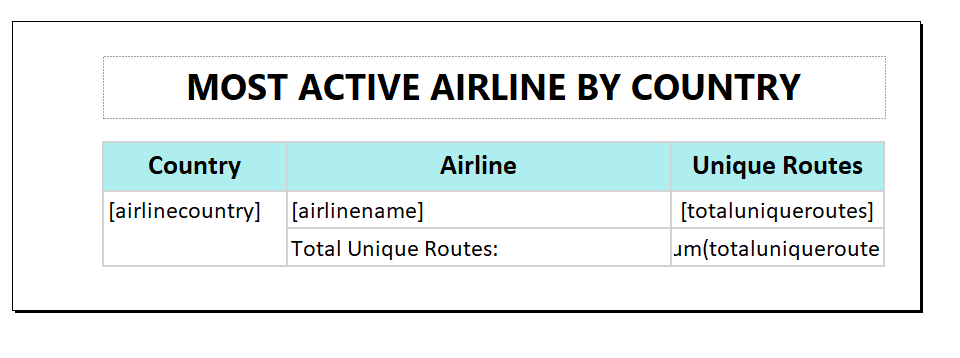 MOST ACTIVE AIRLINE BY COUNTRY
Country Airline Unique Routes
[airlinecountry] [airlinename] [totaluniqueroutes]
Total Unique Routes: um(totaluniqueroute